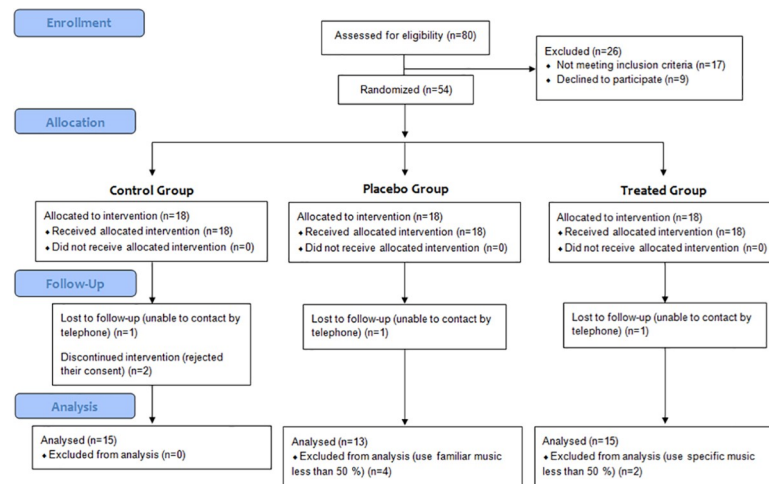 Enrollment
Assessed for eligibility (n=80)
Excluded (n=26)
♦ Not meeting inclusion criteria (n=17)
♦ Declined to participate (n=9)
Randomized (n=54)
Allocation
Control Group
Placebo Group
Treated Group
Allocated to intervention (n=18)
♦ Received allocated intervention (n=18)
♦ Did not receive allocated intervention (n=0)
Allocated to intervention (n=18)
♦ Received allocated intervention (n=18)
♦ Did not receive allocated intervention (n=0)
Allocated to intervention (n=18)
♦ Received allocated intervention (n=18)
♦ Did not receive allocated intervention (n=0)
Follow-Up
Lost to follow-up (unable to contact by
telephone) (n=1)
Discontinued intervention (rejected
their consent) (n=2)
Lost to follow-up (unable to contact by
telephone) (n=1)
Lost to follow-up (unable to contact by
telephone) (n=1)
Analysis
Analysed (n=15)
♦ Excluded from analysis (n=0)
Analysed (n=13)
♦ Excluded from analysis (use familiar music
less than 50 %) (n=4)
Analysed (n=15)
♦ Excluded from analysis (use specific music
less than 50 %) (n=2)